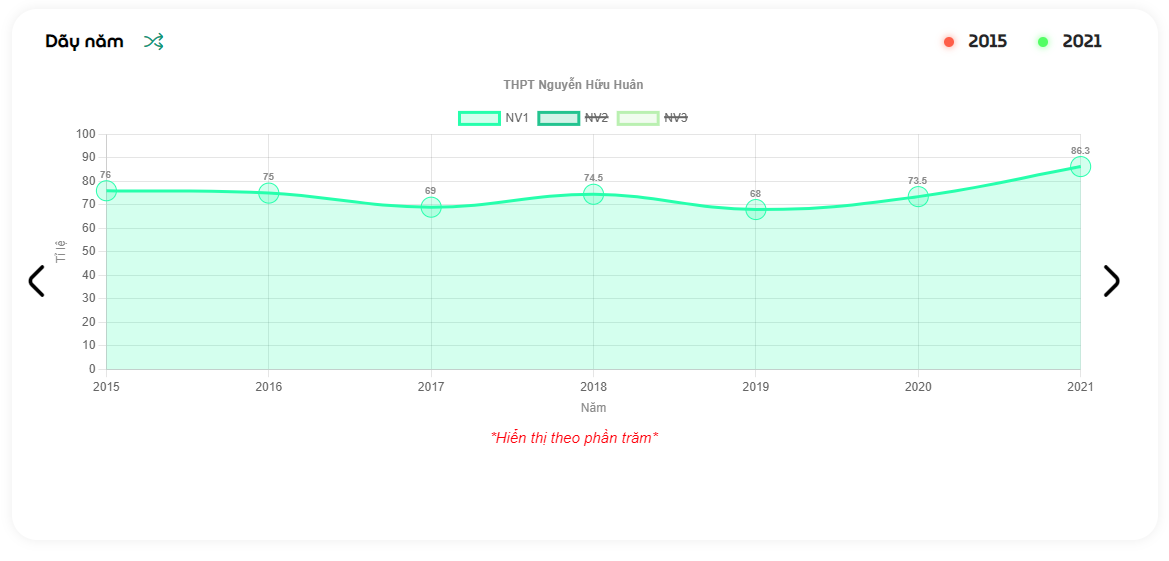 Dãy năm 2015 2021
THPT Nguyễn Hữu Huân
NV1 NV2 NV3
100
90
80
70
60
50
40
30
20
10
0
Tỉ lệ
76 75 69 74.5 68 73.5 86.3
2015 2016 2017 2018 2019 2020 2021
Năm
*Hiển thị theo phần trăm*